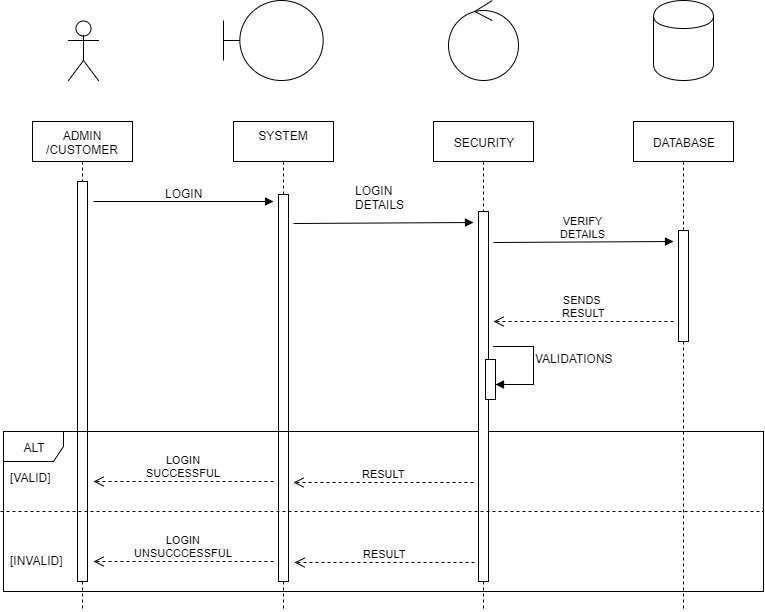 ADMIN
/CUSTOMER
SYSTEM
SECURITY
DATABASE
LOGIN
LOGIN
DETAILS
VERIFY
DETAILS
SENDS
RESULT
VALIDATIONS
ALT
[VALID]
LOGIN
SUCCESSFUL
RESULT
[INVALID]
LOGIN
UNSUCCCESSFUL
RESULT